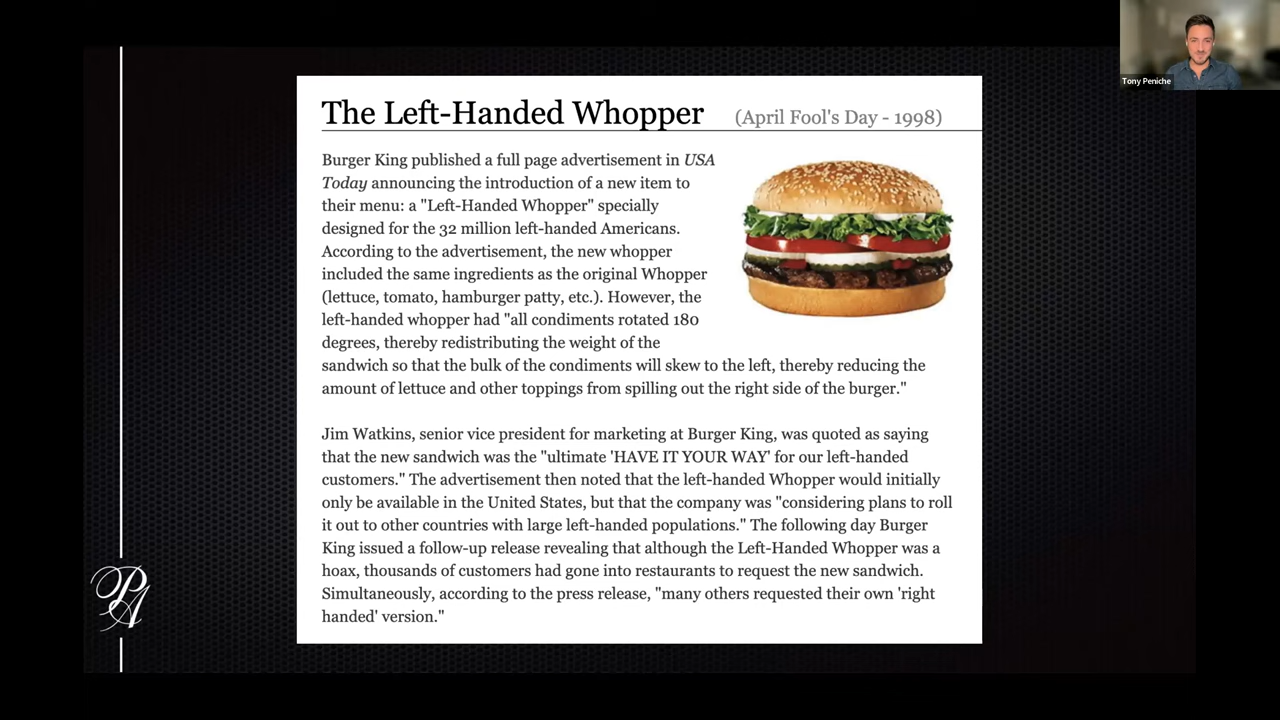 Tony Peniche
The Left-Handed Whopper (April Fool's Day - 1998)
Burger King published a full page advertisement in USA
Today announcing the introduction of a new item to
their menu: a "Left-Handed Whopper" specially
designed for the 32 million left-handed Americans.
According to the advertisement, the new whopper
included the same ingredients as the original Whopper
(lettuce, tomato, hamburger patty, etc.). However, the
left-handed whopper had "all condiments rotated 180
degrees, thereby redistributing the weight of the
sandwich so that the bulk of the condiments will skew to the left, thereby reducing the
amount of lettuce and other toppings from spilling out the right side of the burger."
Jim Watkins, senior vice president for marketing at Burger King, was quoted as saying
that the new sandwich was the "ultimate 'HAVE IT YOUR WAY' for our left-handed
customers." The advertisement then noted that the left-handed Whopper would initially
only be available in the United States, but that the company was "considering plans to roll
it out to other countries with large left-handed populations." The following day Burger
King issued a follow-up release revealing that although the Left-Handed Whopper was a
hoax, thousands of customers had gone into restaurants to request the new sandwich.
Simultaneously, according to the press release, "many others requested their own 'right
handed' version."
PA